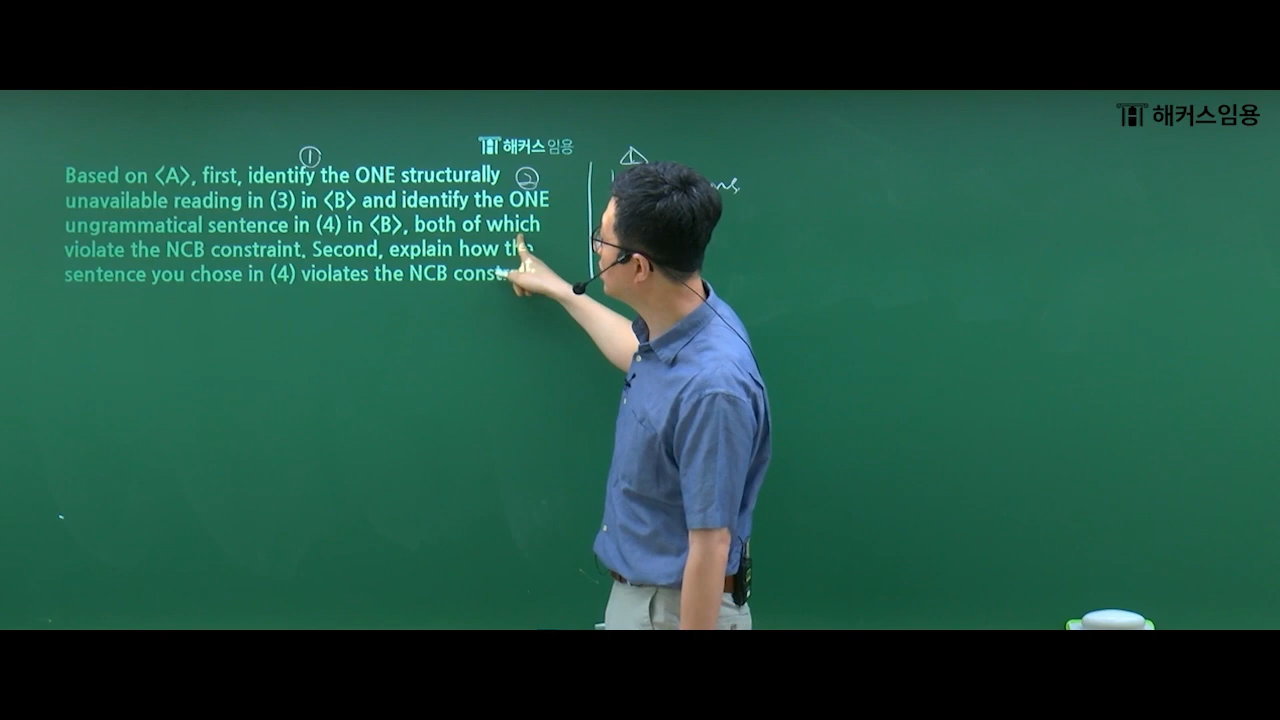 해커스임용
해커스임용
①
Based on <A>, first, identify the ONE structurally
②
unavailable reading in (3) in <B> and identify the ONE
ungrammatical sentence in (4) in <B>, both of which
violate the NCB constraint. Second, explain how the
sentence you chose in (4) violates the NCB